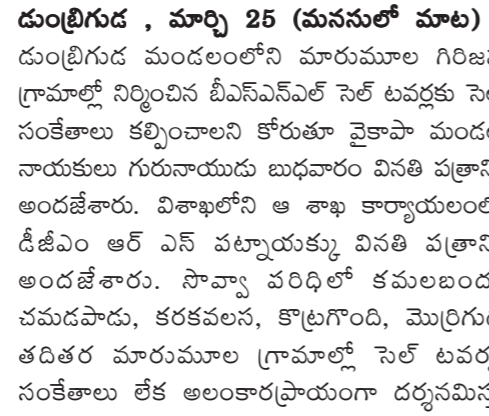 డుంబ్రిగుడ , మార్చి 25 (మనసులో మాట)
డుంబ్రిగుడ మండలంలోని మారుమూల గిరిజ
గ్రామాల్లో నిర్మించిన బీఎస్ఎన్ఎల్ సెల్ టవర్లకు సె
సంకేతాలు కల్పించాలని కోరుతూ వైకాపా మండ
నాయకులు గురునాయుడు బుధవారం వినతి పత్రాని
అందజేశారు. విశాఖలోని ఆ శాఖ కార్యాయలంల
డీజీఎం ఆర్ ఎస్ పట్నాయక్కు వినతి పత్రాని
అందజేశారు. సొవ్వా వరిధిలో కమలబంద
చమడపాడు, కరకవలస, కొట్రగొంది, మొర్రిగు
తదితర మారుమూల గ్రామాల్లో సెల్ టవర్ల
సంకేతాలు లేక అలంకారప్రాయంగా దర్శనమిస్త